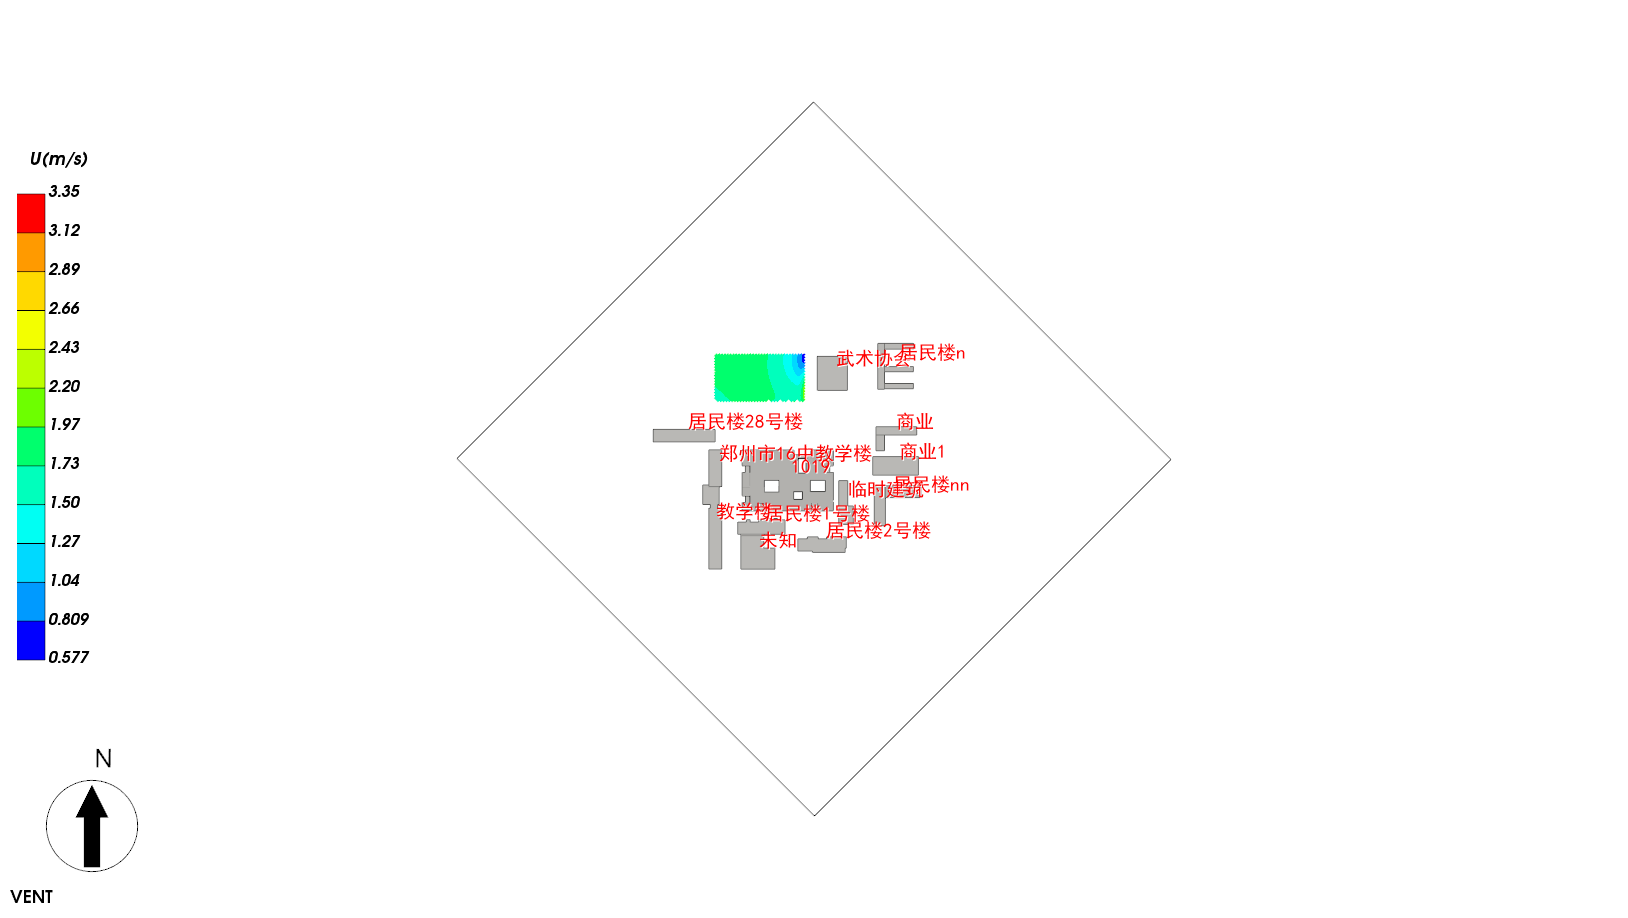 U(m/s)
3.35
3.12
2.89
2.66
2.43
2.20
1.97
1.73
1.50
1.27
1.04
0.809
0.577
N
VENT
武术协会
居民楼n
居民楼28号楼
商业
郑州市16中教学楼
商业1
1019
临时建筑
居民楼nn
教学楼
居民楼1号楼
居民楼2号楼
未知